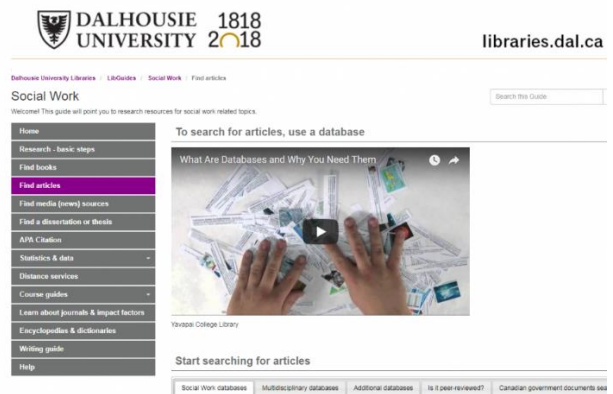 DALHOUSIE UNIVERSITY
1818 2018
libraries.dal.ca
Dalhousie University Libraries / LibGuides / Social Work / Find articles
Social Work
Welcome! This guide will point you to research resources for social work related topics.
Search this Guide
Home
Research - basic steps
Find books
Find articles
Find media (news) sources
Find a dissertation or thesis
APA Citation
Statistics & data
Distance services
Course guides
Learn about journals & impact factors
Encyclopedias & dictionaries
Writing guide
Help
To search for articles, use a database
What Are Databases and Why You Need Them
Yavapai College Library
Start searching for articles
Social Work databases
Multidisciplinary databases
Additional databases
Is it peer-reviewed?
Canadian government documents sea